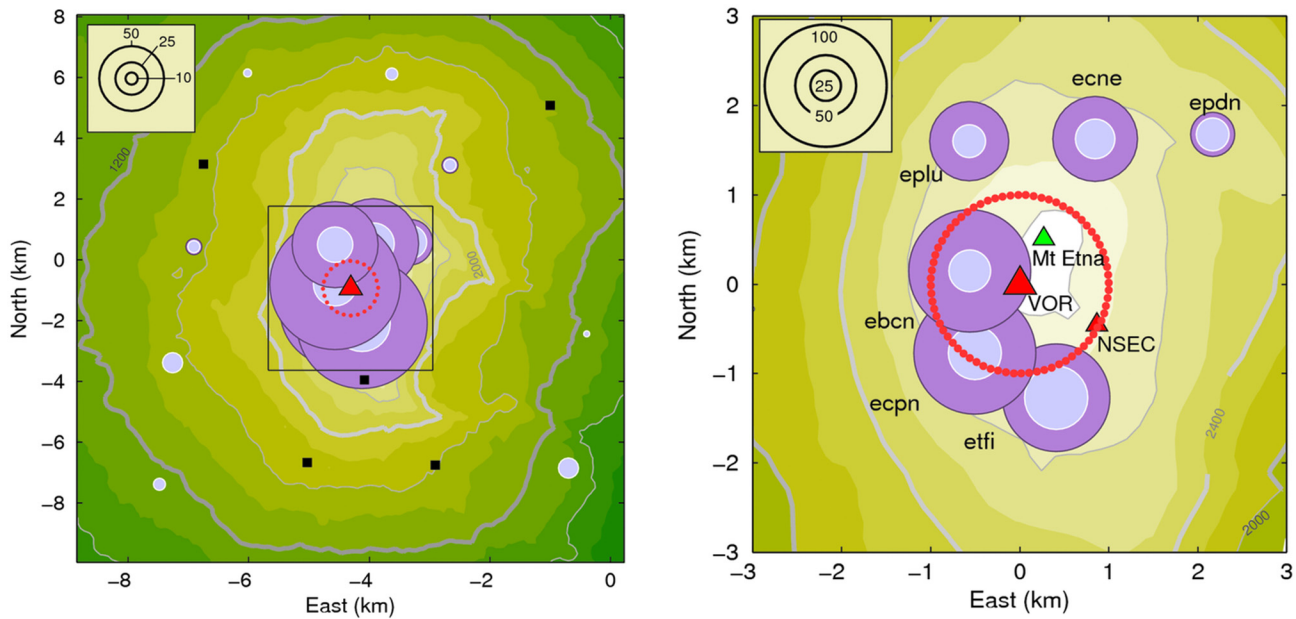 50
25
10
1200
2000
8
6
4
2
0
−2
−4
−6
−8
North (km)
−8 −6 −4 −2 0
East (km)
100
25
50
ecne
epdn
eplu
Mt Etna
VOR
ebcn
NSEC
ecpn
etfi
2400
2000
3
2
1
0
−1
−2
−3
North (km)
−3 −2 −1 0 1 2 3
East (km)